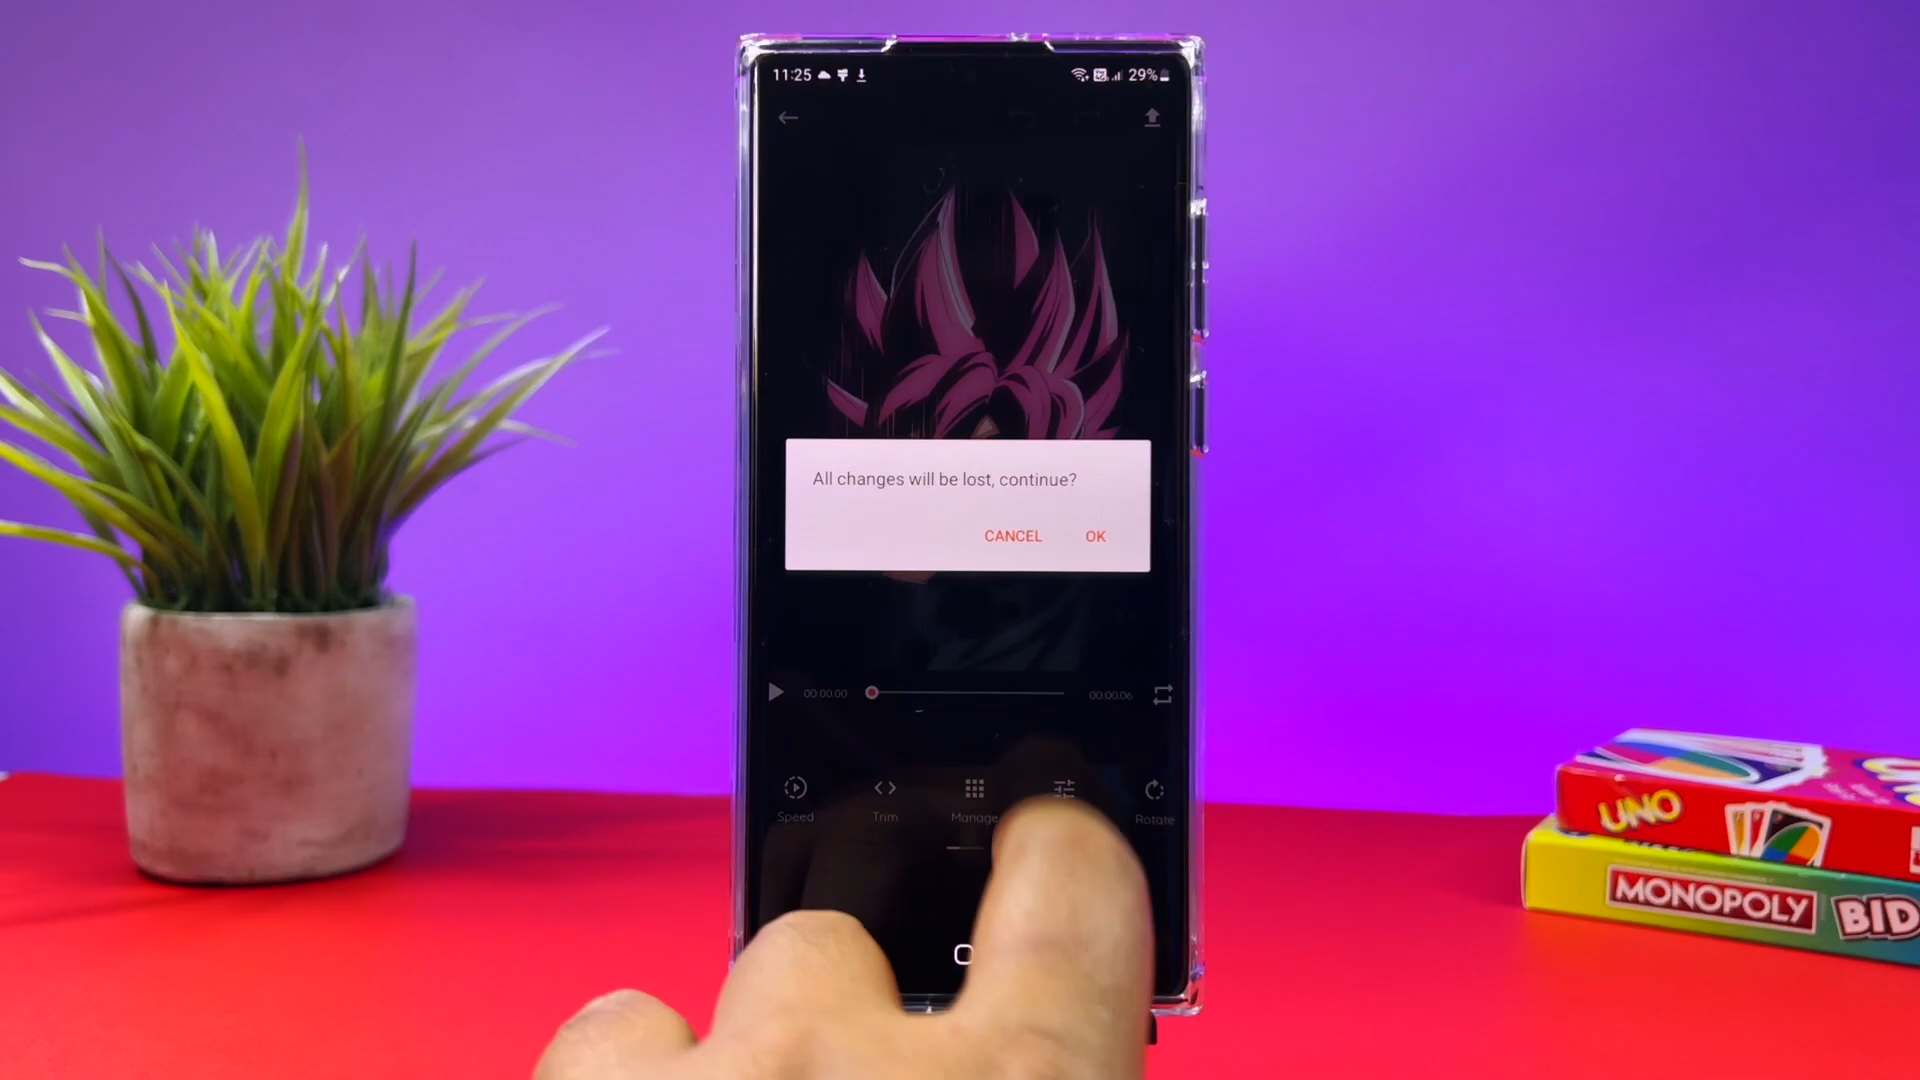 11:25
29%
All changes will be lost, continue?
CANCEL OK
00:00:00
00:00:06
Speed
Trim
Manage
Rotate
UNO
MONOPOLY
BID